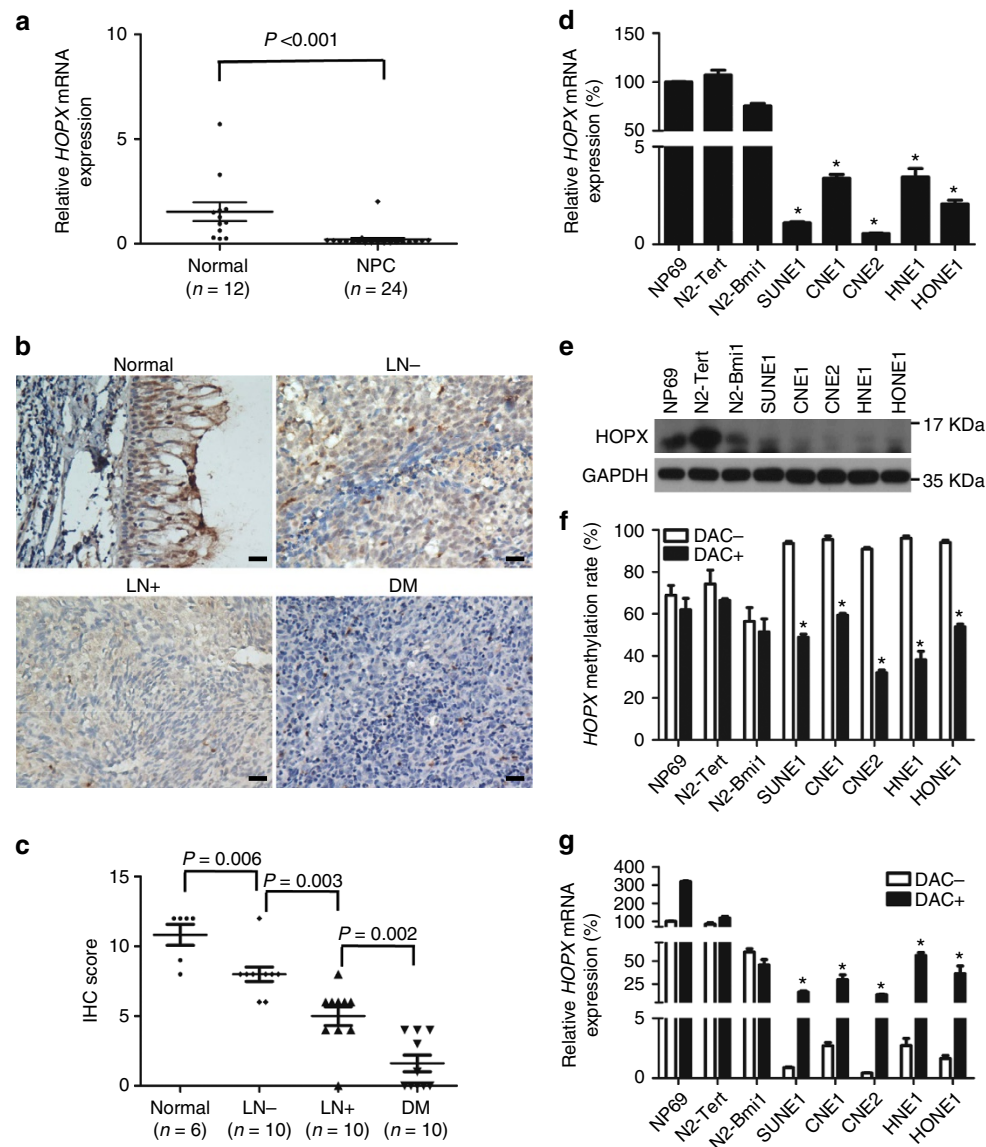 a
Relative HOPX mRNA
expression
10
5
0
P <0.001
Normal
(n = 12)
NPC
(n = 24)
b
Normal
LN–
LN+
DM
c
IHC score
15
10
5
0
P = 0.006
P = 0.003
P = 0.002
Normal
(n = 6)
LN–
(n = 10)
LN+
(n = 10)
DM
(n = 10)
d
Relative HOPX mRNA
expression (%)
150
100
50
5
0
* * * * *
NP69
N2-Tert
N2-Bmi1
SUNE1
CNE1
CNE2
HNE1
HONE1
e
NP69
N2-Tert
N2-Bmi1
SUNE1
CNE1
CNE2
HNE1
HONE1
HOPX
17 KDa
GAPDH
35 KDa
f
HOPX methylation rate (%)
100
80
60
40
20
0
DAC–
DAC+
* * * * *
NP69
N2-Tert
N2-Bmi1
SUNE1
CNE1
CNE2
HNE1
HONE1
g
Relative HOPX mRNA
expression (%)
400
300
200
100
50
25
5
0
DAC–
DAC+
* * * * *
NP69
N2-Tert
N2-Bmi1
SUNE1
CNE1
CNE2
HNE1
HONE1